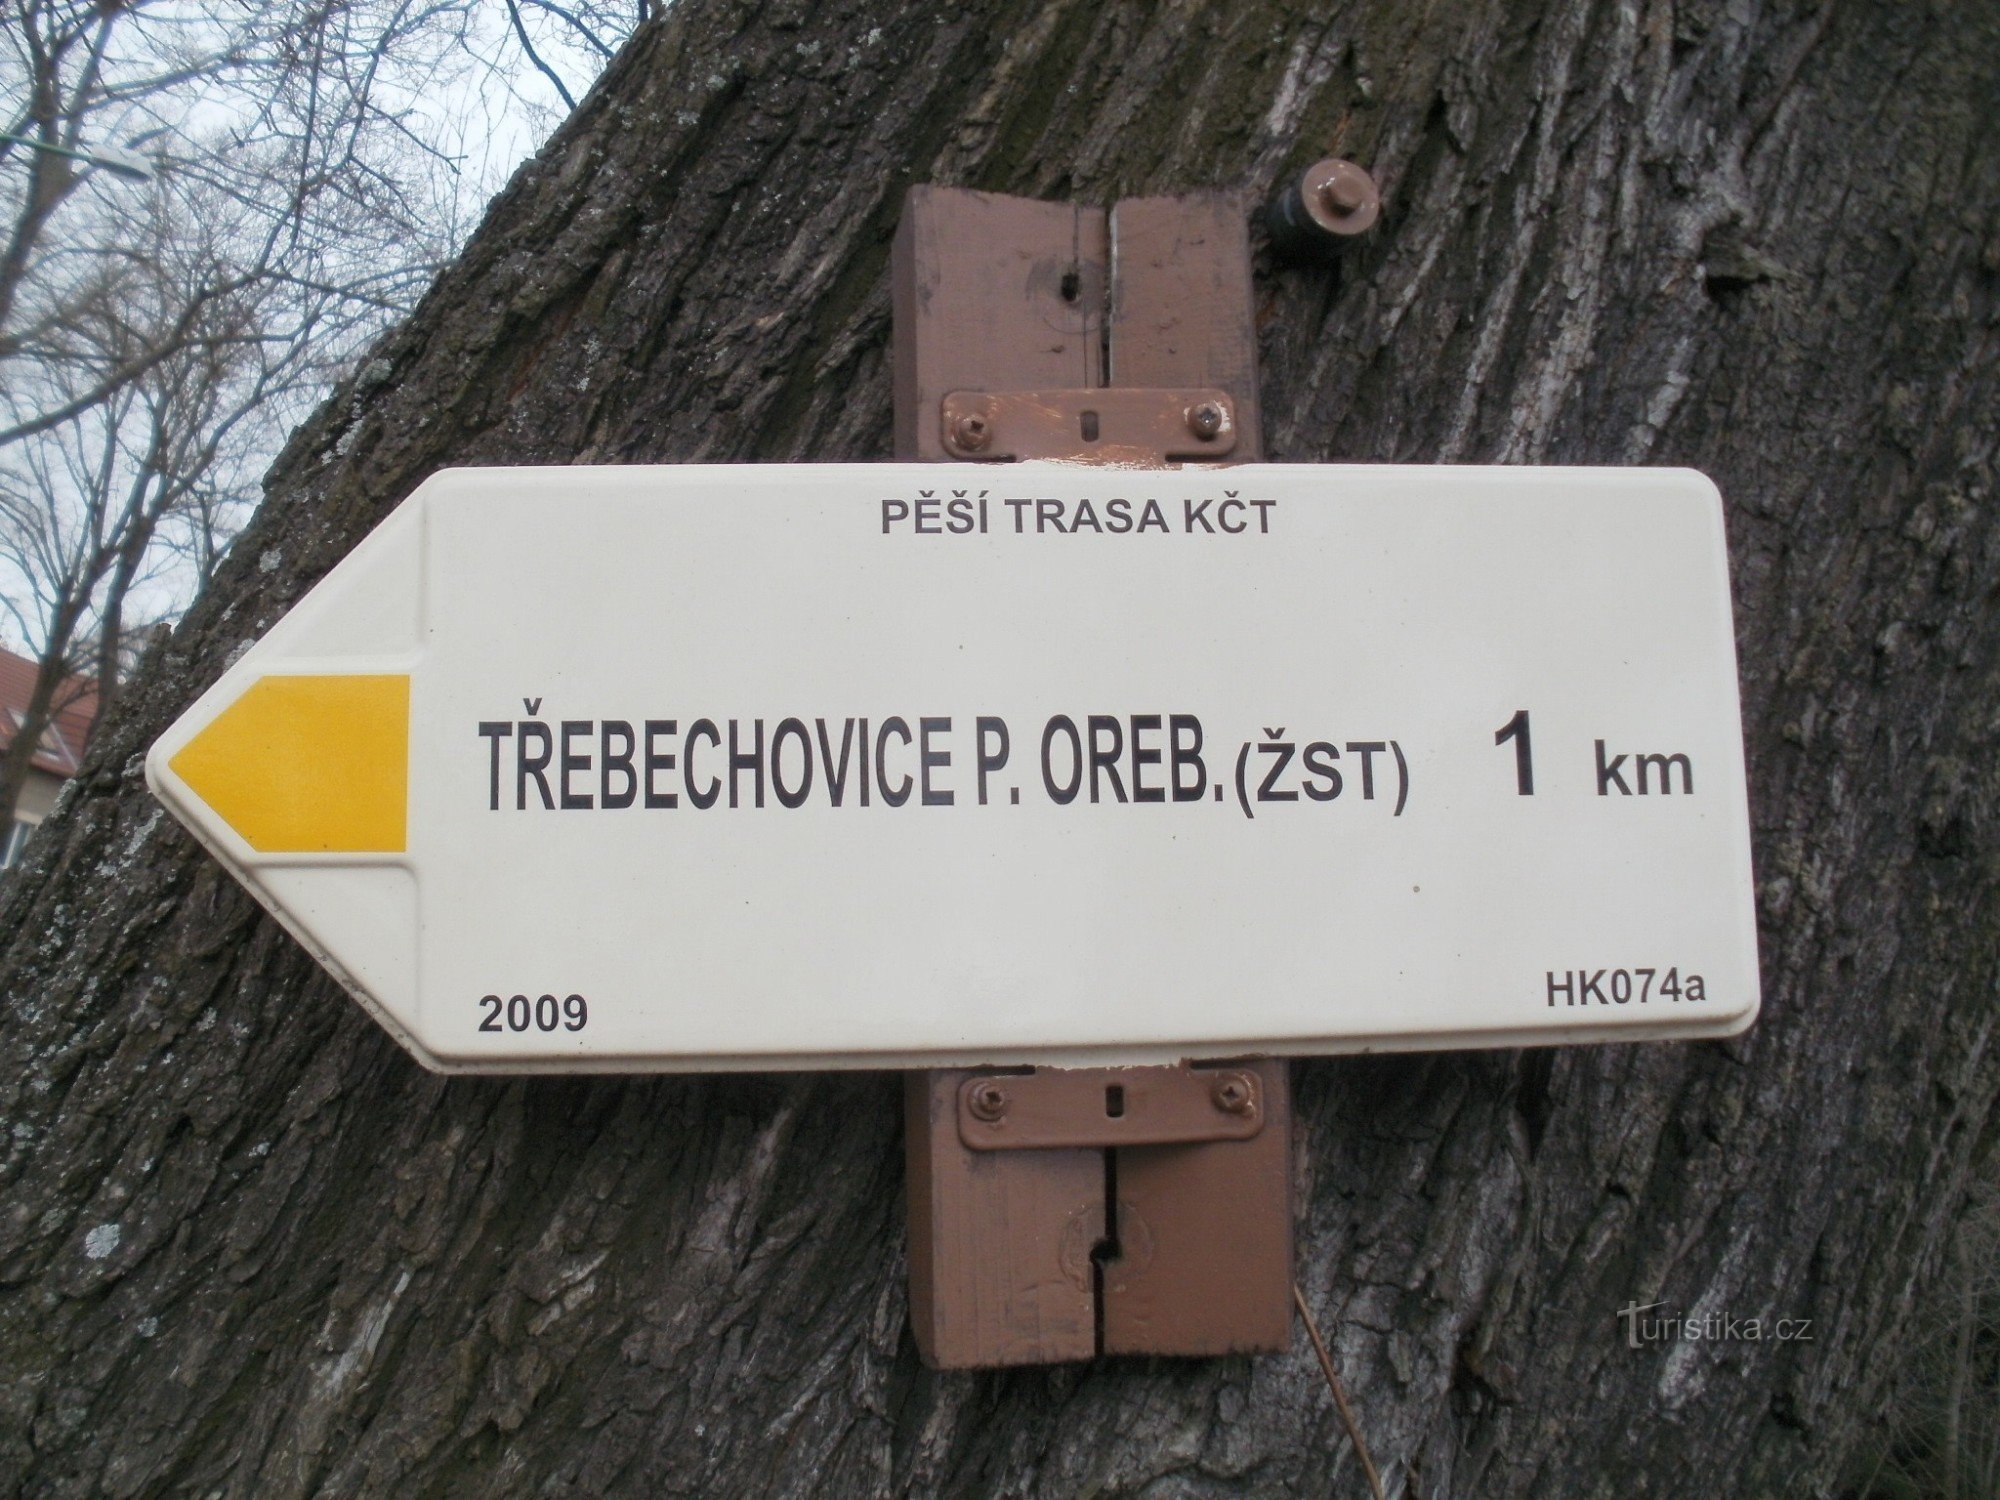 PĚŠÍ TRASA KČT
TŘEBECHOVICE P. OREB. (ŽST) 1 km
2009 HK074a
Turistika.cz